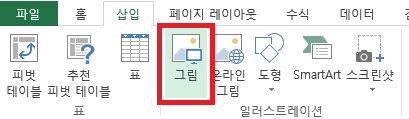 파일 홈 삽입 페이지 레이아웃 수식 데이터
피벗 추천 표 그림 온라인 도형 SmartArt 스크린샷
테이블 피벗 테이블 그림
표 일러스트레이션